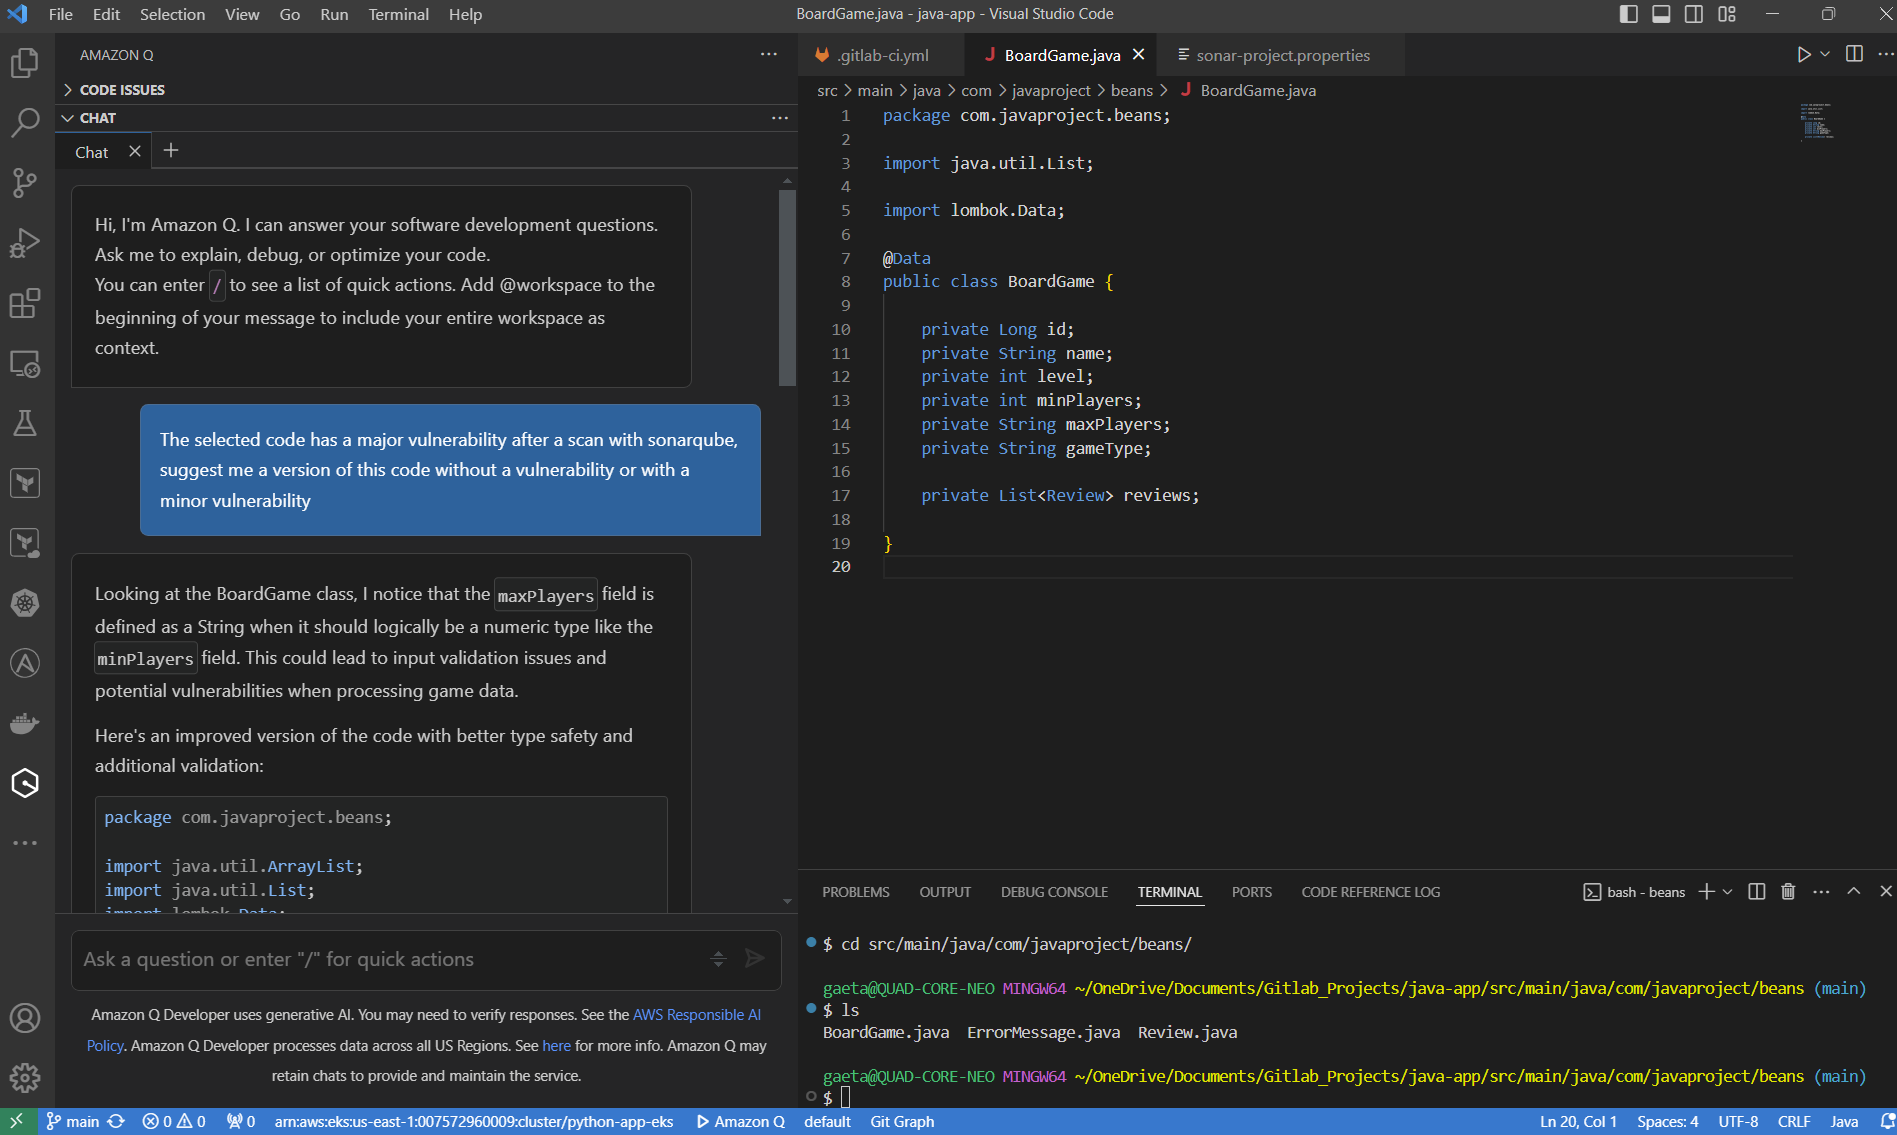 File Edit Selection View Go Run Terminal Help
BoardGame.java - java-app - Visual Studio Code
AMAZON Q
CODE ISSUES
CHAT
Chat
Hi, I'm Amazon Q. I can answer your software development questions.
Ask me to explain, debug, or optimize your code.
You can enter / to see a list of quick actions. Add @workspace to the
beginning of your message to include your entire workspace as
context.
The selected code has a major vulnerability after a scan with sonarqube,
suggest me a version of this code without a vulnerability or with a
minor vulnerability
Looking at the BoardGame class, I notice that the maxPlayers field is
defined as a String when it should logically be a numeric type like the
minPlayers field. This could lead to input validation issues and
potential vulnerabilities when processing game data.
Here's an improved version of the code with better type safety and
additional validation:
package com.javaproject.beans;
import java.util.ArrayList;
import java.util.List;
import lombok.Data;
Ask a question or enter "/" for quick actions
Amazon Q Developer uses generative AI. You may need to verify responses. See the AWS Responsible AI
Policy. Amazon Q Developer processes data across all US Regions. See here for more info. Amazon Q may
retain chats to provide and maintain the service.
.gitlab-ci.yml
J BoardGame.java
sonar-project.properties
src > main > java > com > javaproject > beans > J BoardGame.java
1 package com.javaproject.beans;
2
3 import java.util.List;
4
5 import lombok.Data;
6
7 @Data
8 public class BoardGame {
9
10 private Long id;
11 private String name;
12 private int level;
13 private int minPlayers;
14 private String maxPlayers;
15 private String gameType;
16
17 private List<Review> reviews;
18
19 }
20
PROBLEMS OUTPUT DEBUG CONSOLE TERMINAL PORTS CODE REFERENCE LOG
bash - beans
$ cd src/main/java/com/javaproject/beans/
gaeta@QUAD-CORE-NEO MINGW64 ~/OneDrive/Documents/Gitlab_Projects/java-app/src/main/java/com/javaproject/beans (main)
$ ls
BoardGame.java ErrorMessage.java Review.java
gaeta@QUAD-CORE-NEO MINGW64 ~/OneDrive/Documents/Gitlab_Projects/java-app/src/main/java/com/javaproject/beans (main)
$
main 0 0 0 arn:aws:eks:us-east-1:007572960009:cluster/python-app-eks Amazon Q default Git Graph
Ln 20, Col 1 Spaces: 4 UTF-8 CRLF Java